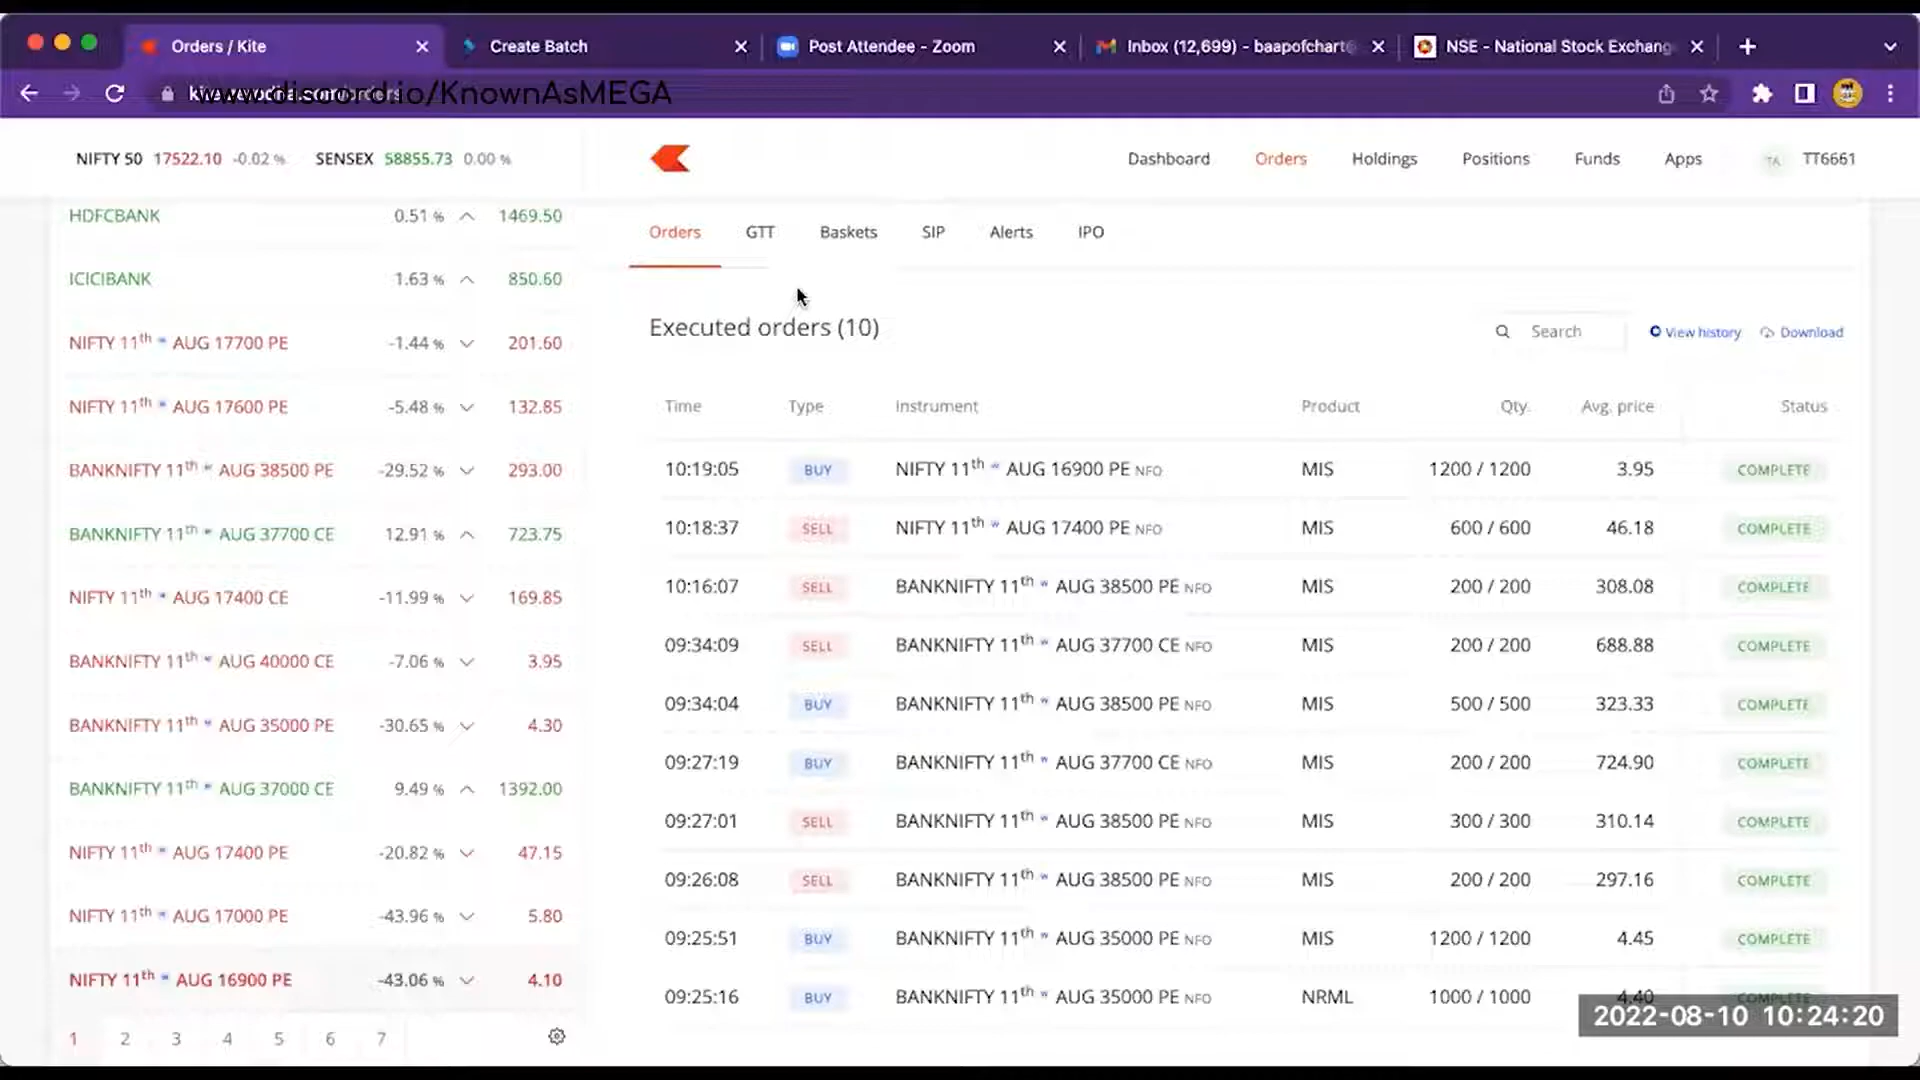 Orders / Kite
Create Batch
Post Attendee - Zoom
Inbox (12,699) - baapofchart
NSE - National Stock Exchang
www.discord.io/KnownAsMEGA
NIFTY 50 17522.10 -0.02 % SENSEX 58855.73 0.00 %
Dashboard Orders Holdings Positions Funds Apps TA TT6661
HDFCBANK 0.51 % 1469.50
ICICIBANK 1.63 % 850.60
NIFTY 11th w AUG 17700 PE -1.44 % 201.60
NIFTY 11th w AUG 17600 PE -5.48 % 132.85
BANKNIFTY 11th w AUG 38500 PE -29.52 % 293.00
BANKNIFTY 11th w AUG 37700 CE 12.91 % 723.75
NIFTY 11th w AUG 17400 CE -11.99 % 169.85
BANKNIFTY 11th w AUG 40000 CE -7.06 % 3.95
BANKNIFTY 11th w AUG 35000 PE -30.65 % 4.30
BANKNIFTY 11th w AUG 37000 CE 9.49 % 1392.00
NIFTY 11th w AUG 17400 PE -20.82 % 47.15
NIFTY 11th w AUG 17000 PE -43.96 % 5.80
NIFTY 11th w AUG 16900 PE -43.06 % 4.10
1 2 3 4 5 6 7
Orders GTT Baskets SIP Alerts IPO
Executed orders (10)
Search View history Download
Time Type Instrument Product Qty. Avg. price Status
10:19:05 BUY NIFTY 11th w AUG 16900 PE NFO MIS 1200 / 1200 3.95 COMPLETE
10:18:37 SELL NIFTY 11th w AUG 17400 PE NFO MIS 600 / 600 46.18 COMPLETE
10:16:07 SELL BANKNIFTY 11th w AUG 38500 PE NFO MIS 200 / 200 308.08 COMPLETE
09:34:09 SELL BANKNIFTY 11th w AUG 37700 CE NFO MIS 200 / 200 688.88 COMPLETE
09:34:04 BUY BANKNIFTY 11th w AUG 38500 PE NFO MIS 500 / 500 323.33 COMPLETE
09:27:19 BUY BANKNIFTY 11th w AUG 37700 CE NFO MIS 200 / 200 724.90 COMPLETE
09:27:01 SELL BANKNIFTY 11th w AUG 38500 PE NFO MIS 300 / 300 310.14 COMPLETE
09:26:08 SELL BANKNIFTY 11th w AUG 38500 PE NFO MIS 200 / 200 297.16 COMPLETE
09:25:51 BUY BANKNIFTY 11th w AUG 35000 PE NFO MIS 1200 / 1200 4.45 COMPLETE
09:25:16 BUY BANKNIFTY 11th w AUG 35000 PE NFO NRML 1000 / 1000 4.40 COMPLETE
2022-08-10 10:24:20